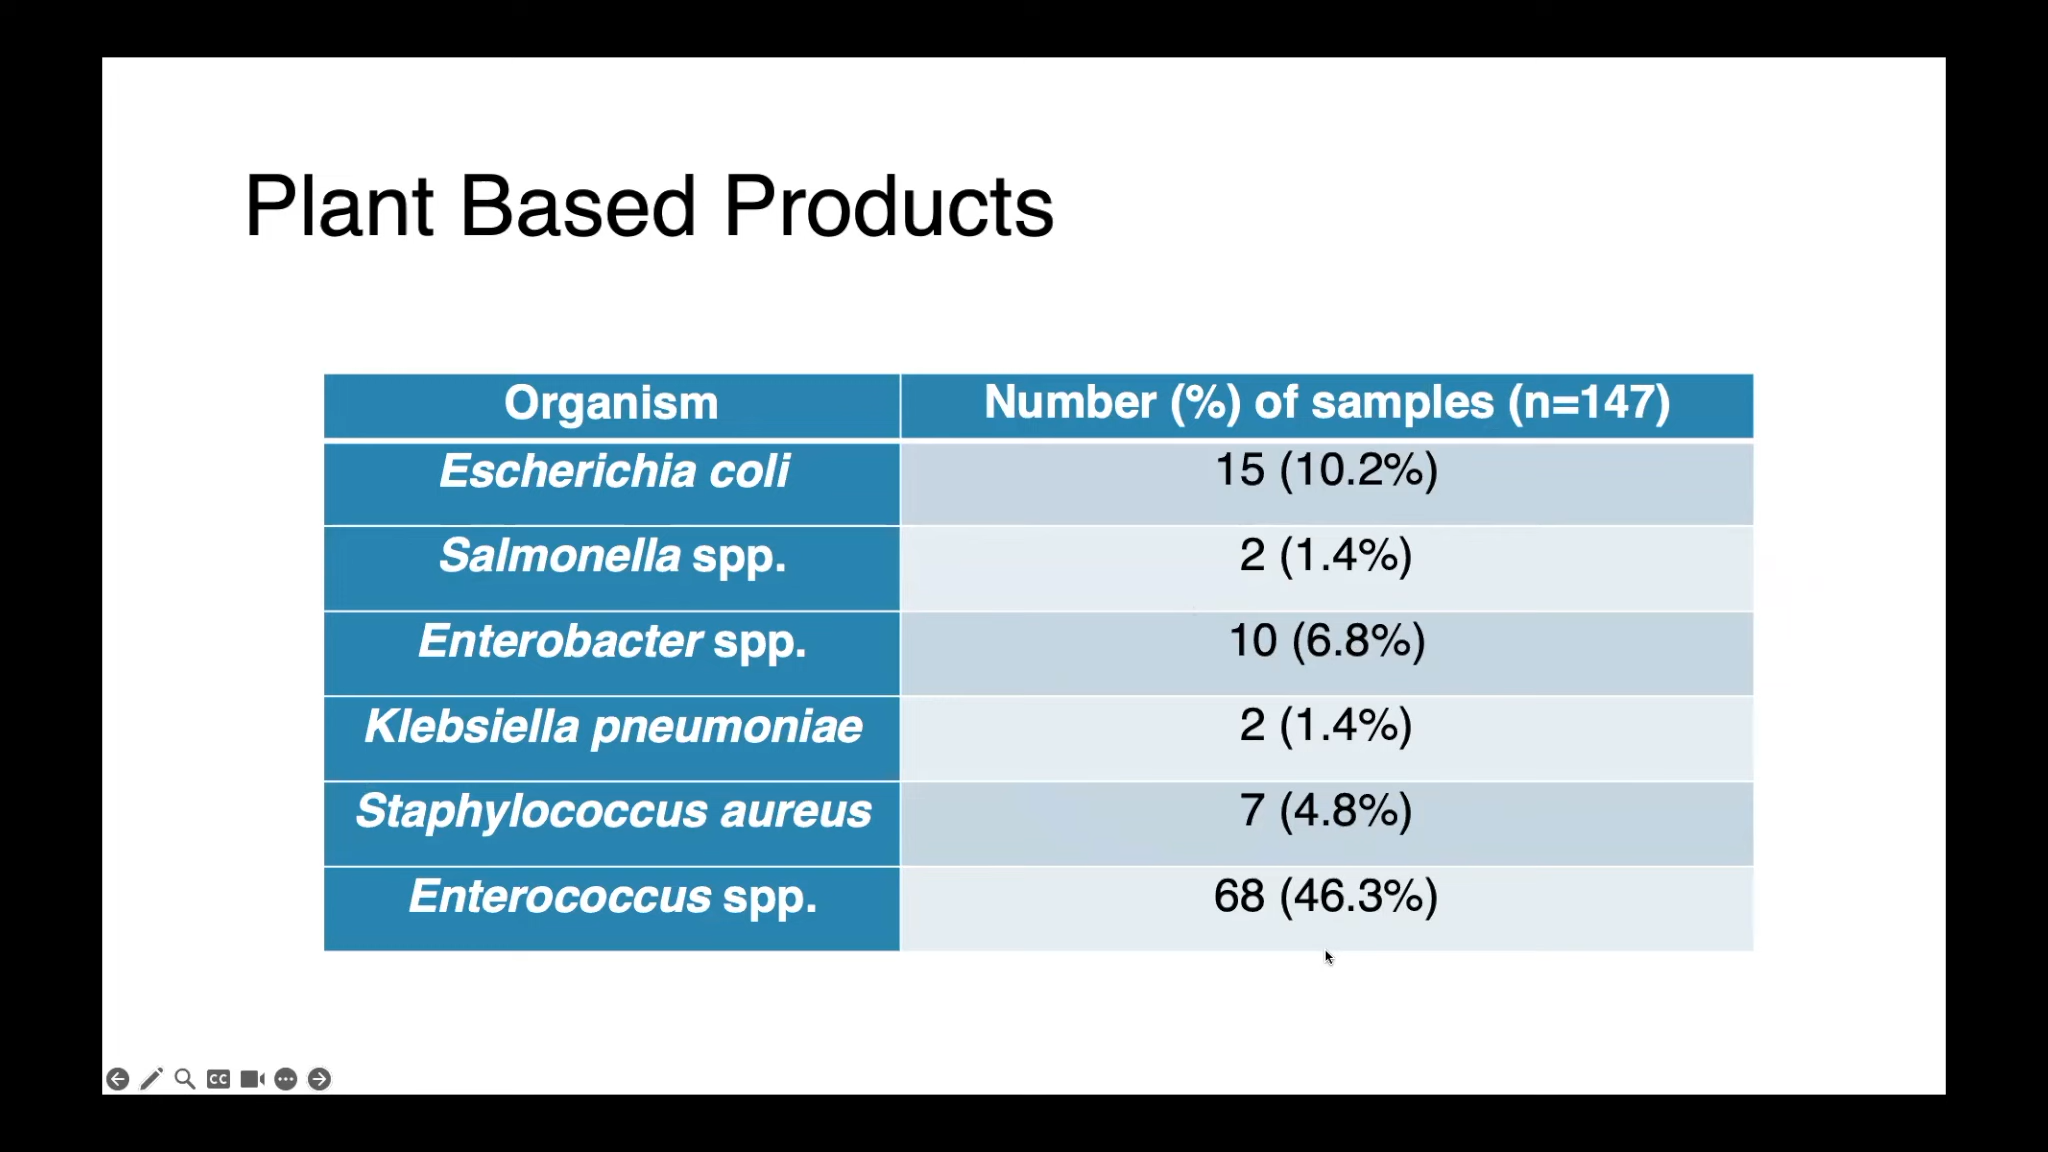 Plant Based Products
Organism Number (%) of samples (n=147)
Escherichia coli 15 (10.2%)
Salmonella spp. 2 (1.4%)
Enterobacter spp. 10 (6.8%)
Klebsiella pneumoniae 2 (1.4%)
Staphylococcus aureus 7 (4.8%)
Enterococcus spp. 68 (46.3%)
CC